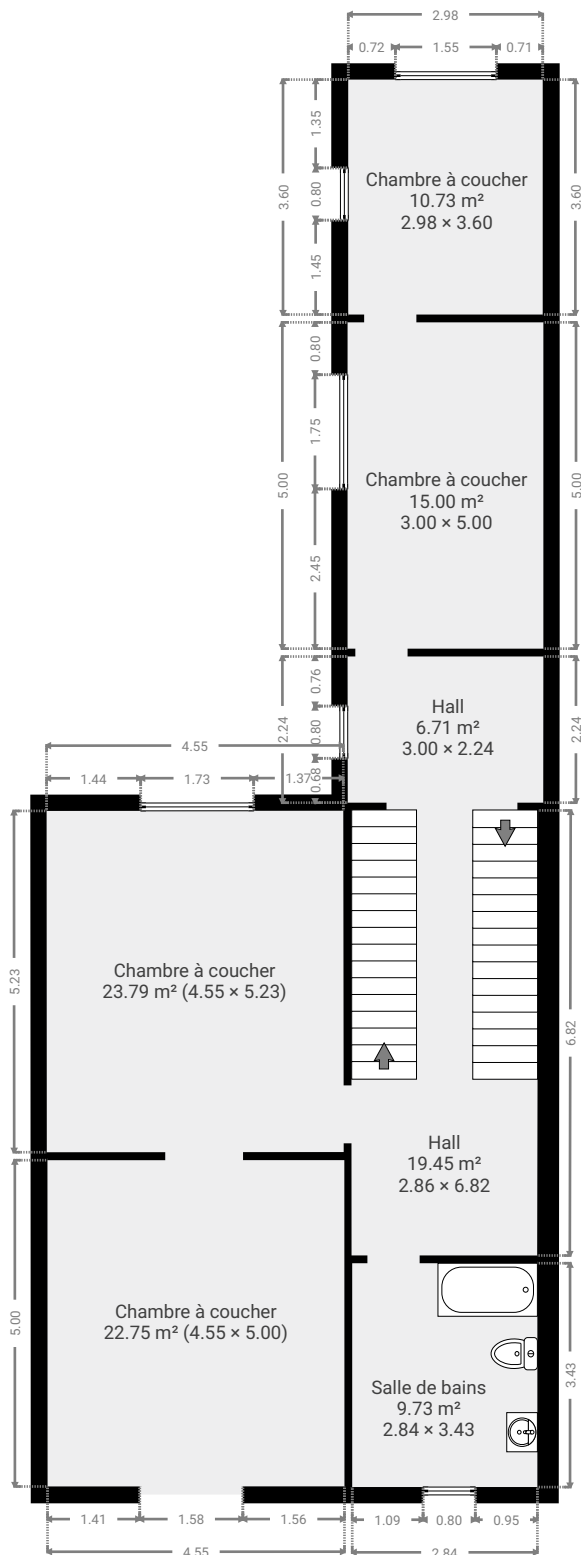 2.98
0.72
1.55
0.71
3.60
1.35
0.80
1.45
3.60
Chambre à coucher
10.73 m²
2.98 × 3.60
5.00
0.80
1.75
2.45
5.00
Chambre à coucher
15.00 m²
3.00 × 5.00
2.24
0.76
0.80
0.68
2.24
Hall
6.71 m²
3.00 × 2.24
4.55
1.44
1.73
1.37
5.23
Chambre à coucher
23.79 m² (4.55 × 5.23)
6.82
Hall
19.45 m²
2.86 × 6.82
5.00
Chambre à coucher
22.75 m² (4.55 × 5.00)
3.43
Salle de bains
9.73 m²
2.84 × 3.43
1.41
1.58
1.56
1.09
0.80
0.95
4.55
2.84